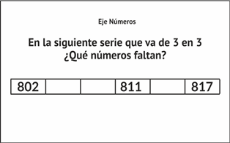 Eje Números
En la siguiente serie que va de 3 en 3
¿Qué números faltan?
802 811 817